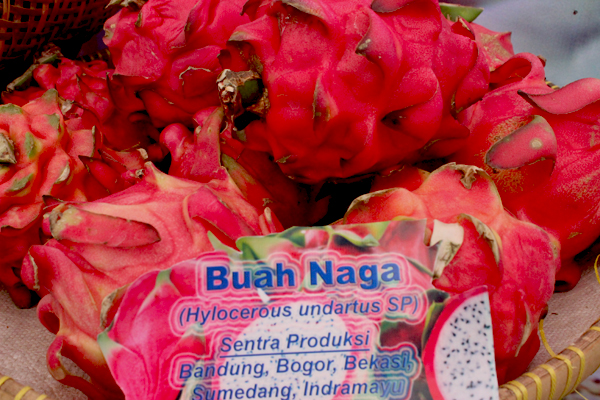 Buah Naga
(Hylocerous undartus SP)
Sentra Produksi
Bandung, Bogor, Bekasi,
Sumedang, Indramayu